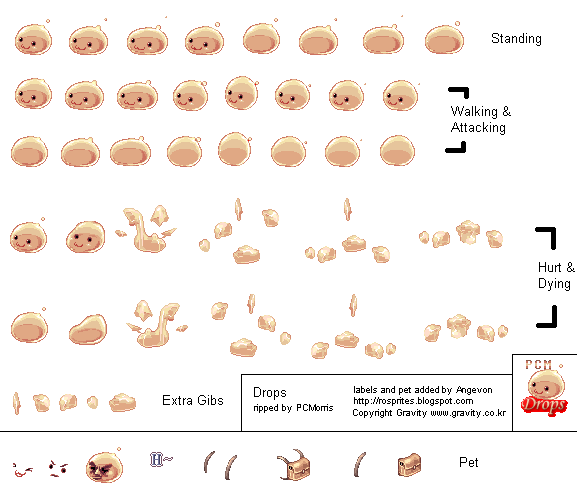 Standing
Walking &
Attacking
Hurt &
Dying
PCM
Drops
Extra Gibs
Drops
ripped by PCMorris
labels and pet added by Angevon
http://rosprites.blogspot.com
Copyright Gravity www.gravity.co.kr
H~
Pet